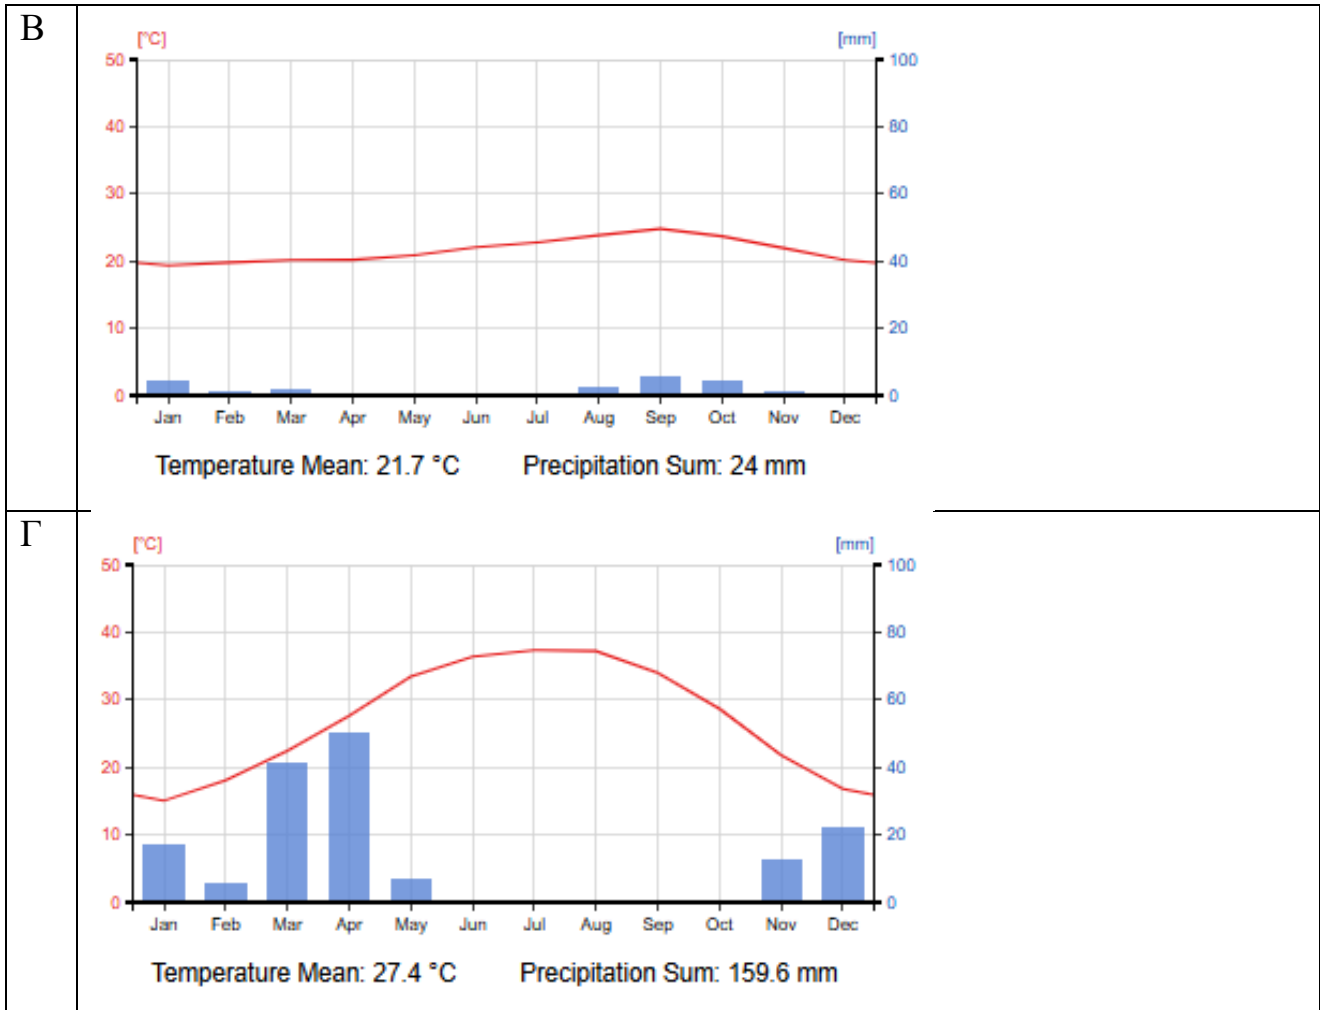 В
[°C] [mm]
50 100
40 80
30 60
20 40
10 20
0 0
Jan Feb Mar Apr May Jun Jul Aug Sep Oct Nov Dec
Temperature Mean: 21.7 °C Precipitation Sum: 24 mm
Г
[°C] [mm]
50 100
40 80
30 60
20 40
10 20
0 0
Jan Feb Mar Apr May Jun Jul Aug Sep Oct Nov Dec
Temperature Mean: 27.4 °C Precipitation Sum: 159.6 mm